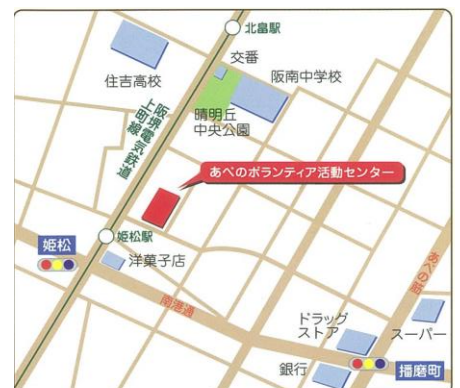 北畠駅
交番
住吉高校
阪南中学校
晴明丘
中央公園
阪堺電気鉄道
上町線
あべのボランティア活動センター
姫松駅
姫松
洋菓子店
南港通
あべの筋
ドラッグ
ストア
スーパー
銀行
播磨町